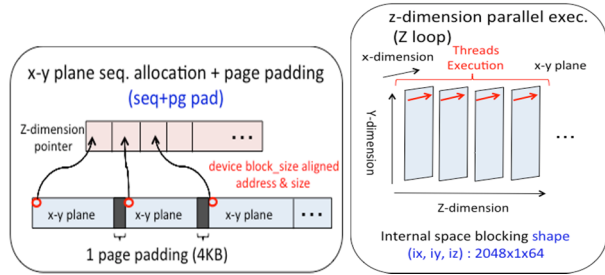 x-y plane seq. allocation + page padding
(seq+pg pad)
Z-dimension
pointer
...
device block_size aligned
address & size
x-y plane
x-y plane
x-y plane
...
1 page padding (4KB)
z-dimension parallel exec.
(Z loop)
Threads
Execution
x-dimension
x-y plane
Y-dimension
...
Z-dimension
Internal space blocking shape
(ix, iy, iz) : 2048x1x64